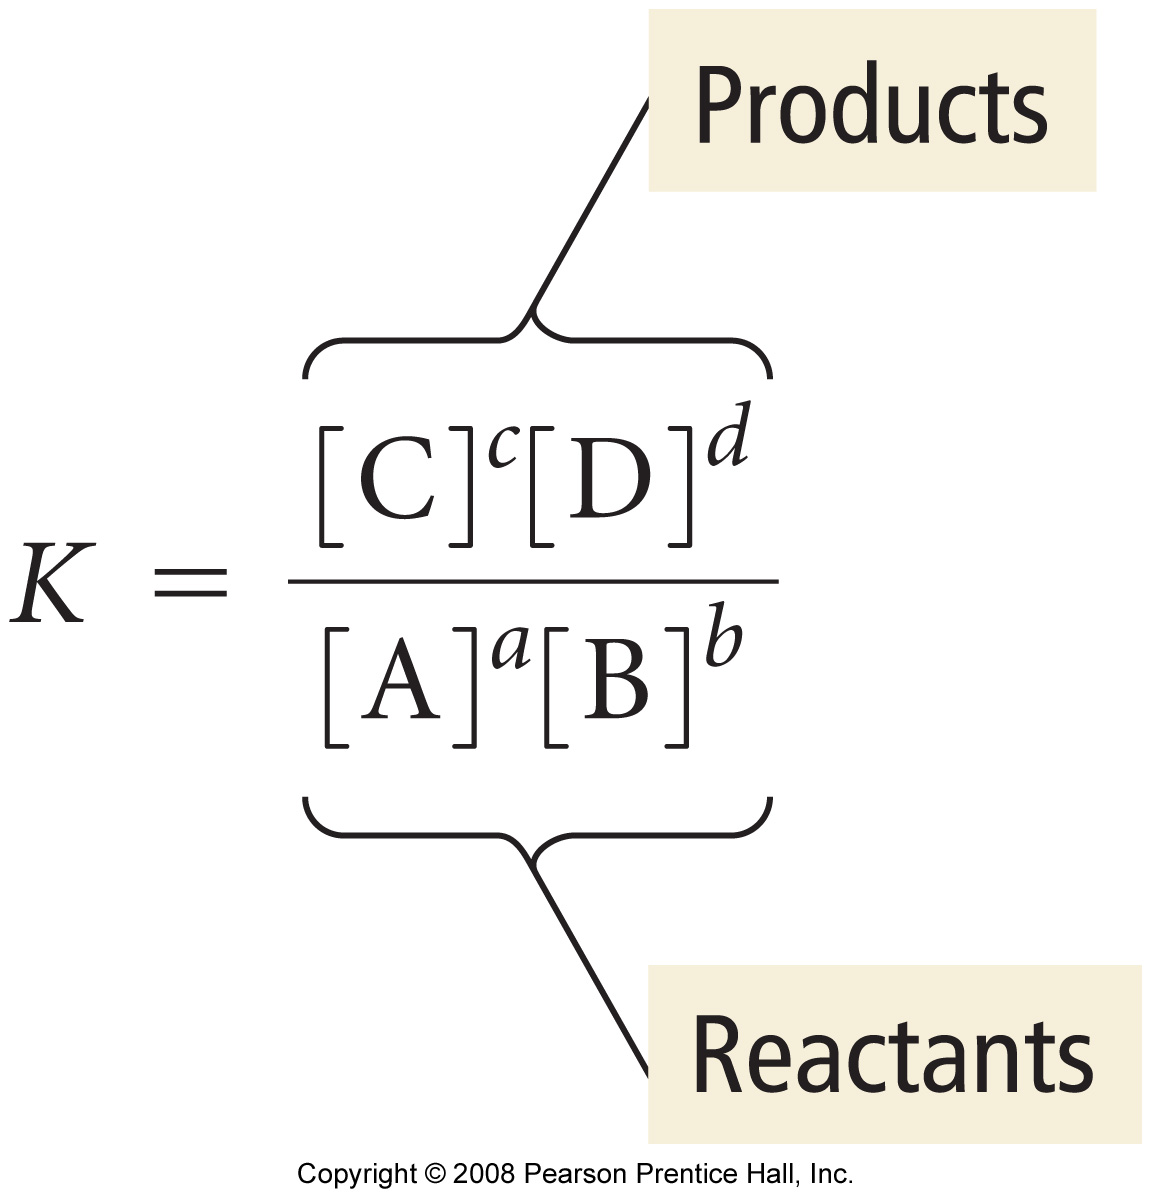 Products
K = [C]^c[D]^d / [A]^a[B]^b
Reactants
Copyright © 2008 Pearson Prentice Hall, Inc.